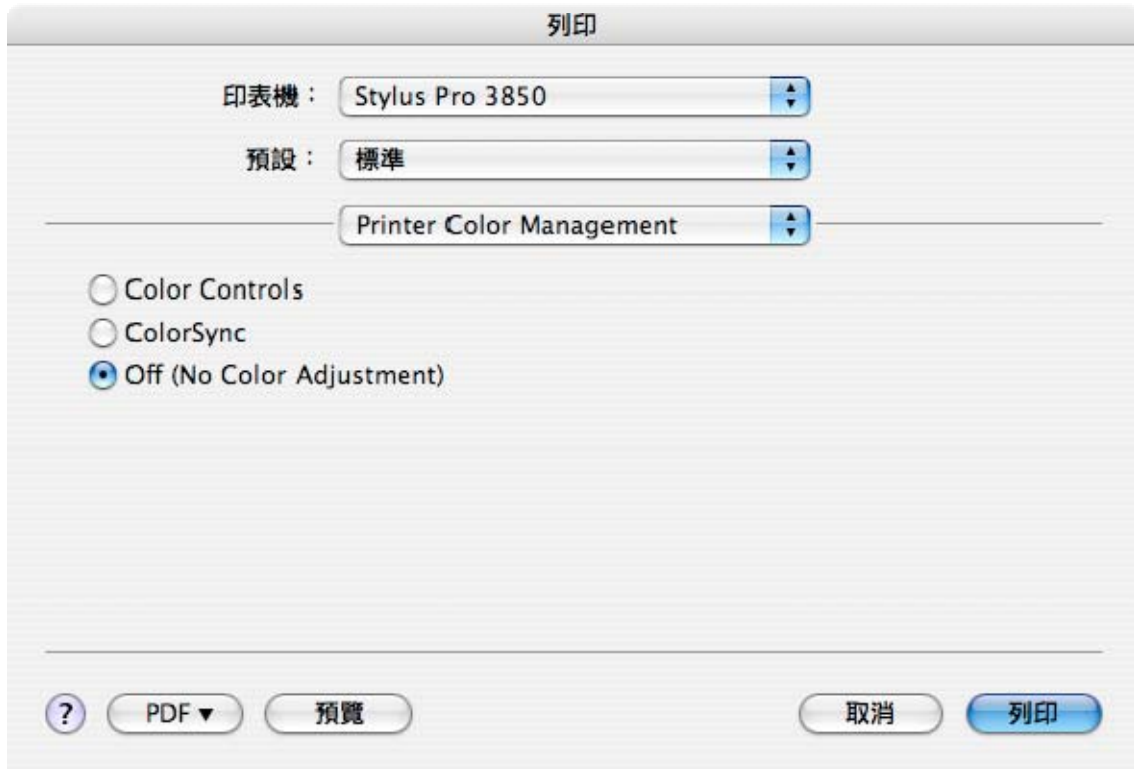 列印
印表機： Stylus Pro 3850
預設： 標準
Printer Color Management
Color Controls
ColorSync
Off (No Color Adjustment)
? PDF▼ 預覽 取消 列印